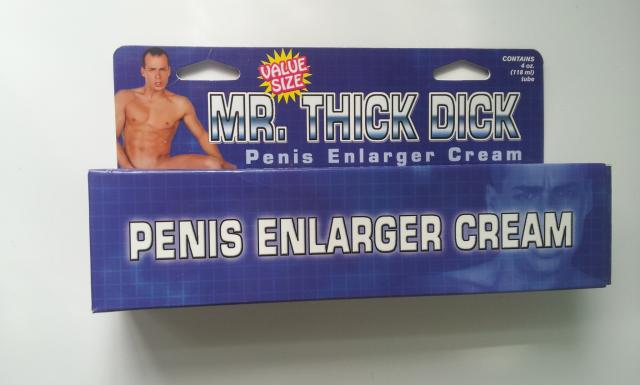 VALUE
SIZE
CONTAINS
4 oz.
(118 ml)
tube
MR. THICK DICK
Penis Enlarger Cream
PENIS ENLARGER CREAM